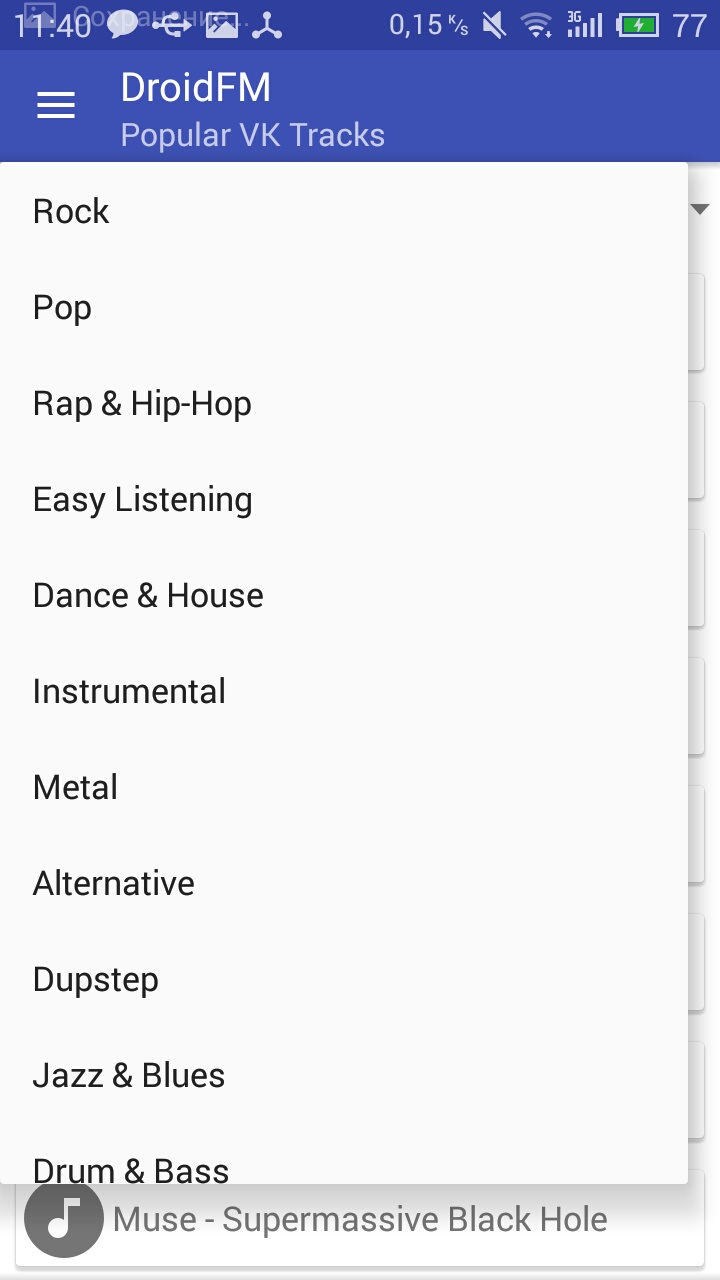 11:40 Сохранение... 0,15 K/s 3G 77
DroidFM
Popular VK Tracks
Rock
Pop
Rap & Hip-Hop
Easy Listening
Dance & House
Instrumental
Metal
Alternative
Dupstep
Jazz & Blues
Drum & Bass
Muse - Supermassive Black Hole